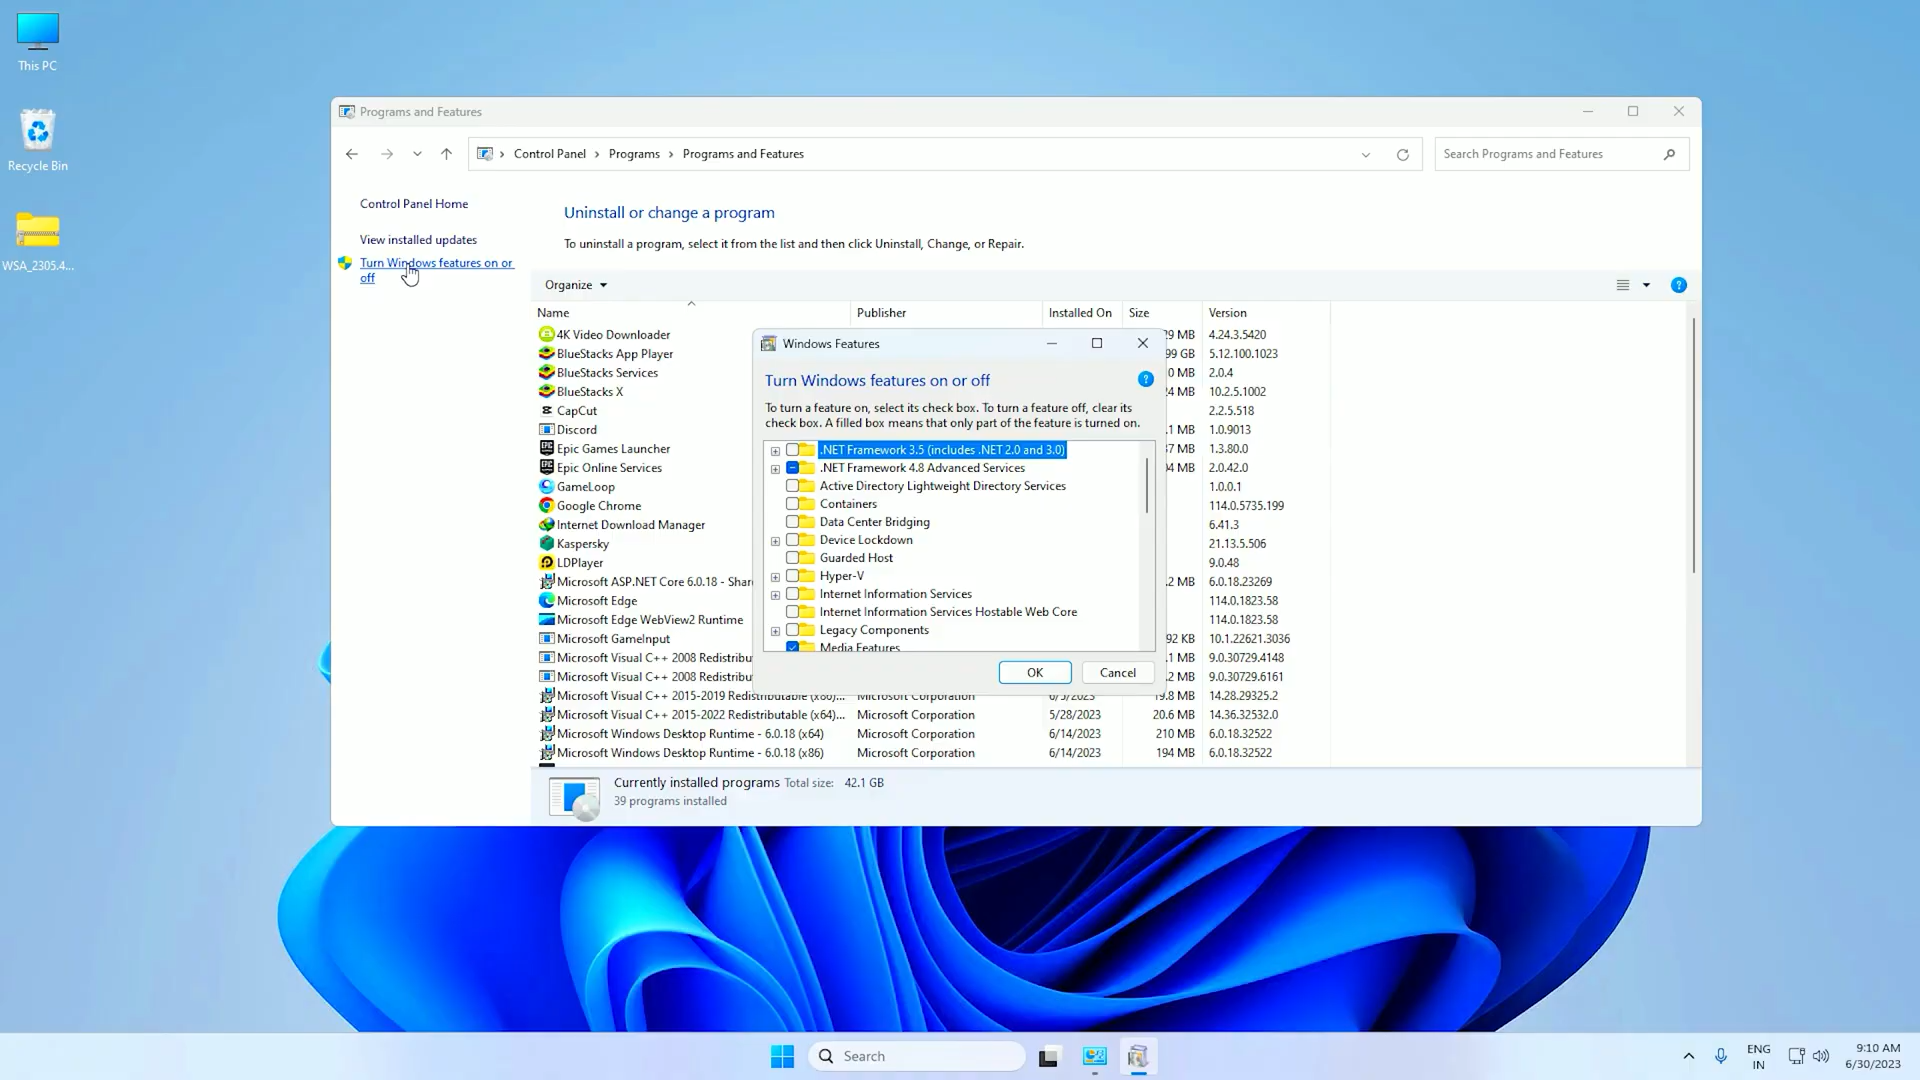 This PC
Recycle Bin
WSA_2305.4...
Programs and Features
Control Panel
Programs
Programs and Features
Search Programs and Features
Control Panel Home
View installed updates
Turn Windows features on or
off
Uninstall or change a program
To uninstall a program, select it from the list and then click Uninstall, Change, or Repair.
Organize
Name Publisher Installed On Size Version
4K Video Downloader 4.24.3.5420
BlueStacks App Player GB 5.12.100.1023
BlueStacks Services MB 2.0.4
BlueStacks X MB 10.2.5.1002
CapCut 2.2.5.518
Discord MB 1.0.9013
Epic Games Launcher MB 1.3.80.0
Epic Online Services MB 2.0.42.0
GameLoop 1.0.0.1
Google Chrome 114.0.5735.199
Internet Download Manager 6.41.3
Kaspersky 21.13.5.506
LDPlayer 9.0.48
Microsoft ASP.NET Core 6.0.18 - Shar .2 MB 6.0.18.23269
Microsoft Edge 114.0.1823.58
Microsoft Edge WebView2 Runtime 114.0.1823.58
Microsoft GameInput 92 KB 10.1.22621.3036
Microsoft Visual C++ 2008 Redistribu .1 MB 9.0.30729.4148
Microsoft Visual C++ 2008 Redistribu .2 MB 9.0.30729.6161
Microsoft Visual C++ 2015-2019 Redistributable (x86)... Microsoft Corporation 6/5/2023 19.8 MB 14.28.29325.2
Microsoft Visual C++ 2015-2022 Redistributable (x64)... Microsoft Corporation 5/28/2023 20.6 MB 14.36.32532.0
Microsoft Windows Desktop Runtime - 6.0.18 (x64) Microsoft Corporation 6/14/2023 210 MB 6.0.18.32522
Microsoft Windows Desktop Runtime - 6.0.18 (x86) Microsoft Corporation 6/14/2023 194 MB 6.0.18.32522
Currently installed programs Total size: 42.1 GB
39 programs installed
Windows Features
Turn Windows features on or off
To turn a feature on, select its check box. To turn a feature off, clear its
check box. A filled box means that only part of the feature is turned on.
.NET Framework 3.5 (includes .NET 2.0 and 3.0)
.NET Framework 4.8 Advanced Services
Active Directory Lightweight Directory Services
Containers
Data Center Bridging
Device Lockdown
Guarded Host
Hyper-V
Internet Information Services
Internet Information Services Hostable Web Core
Legacy Components
Media Features
OK Cancel
Search
ENG
IN
9:10 AM
6/30/2023